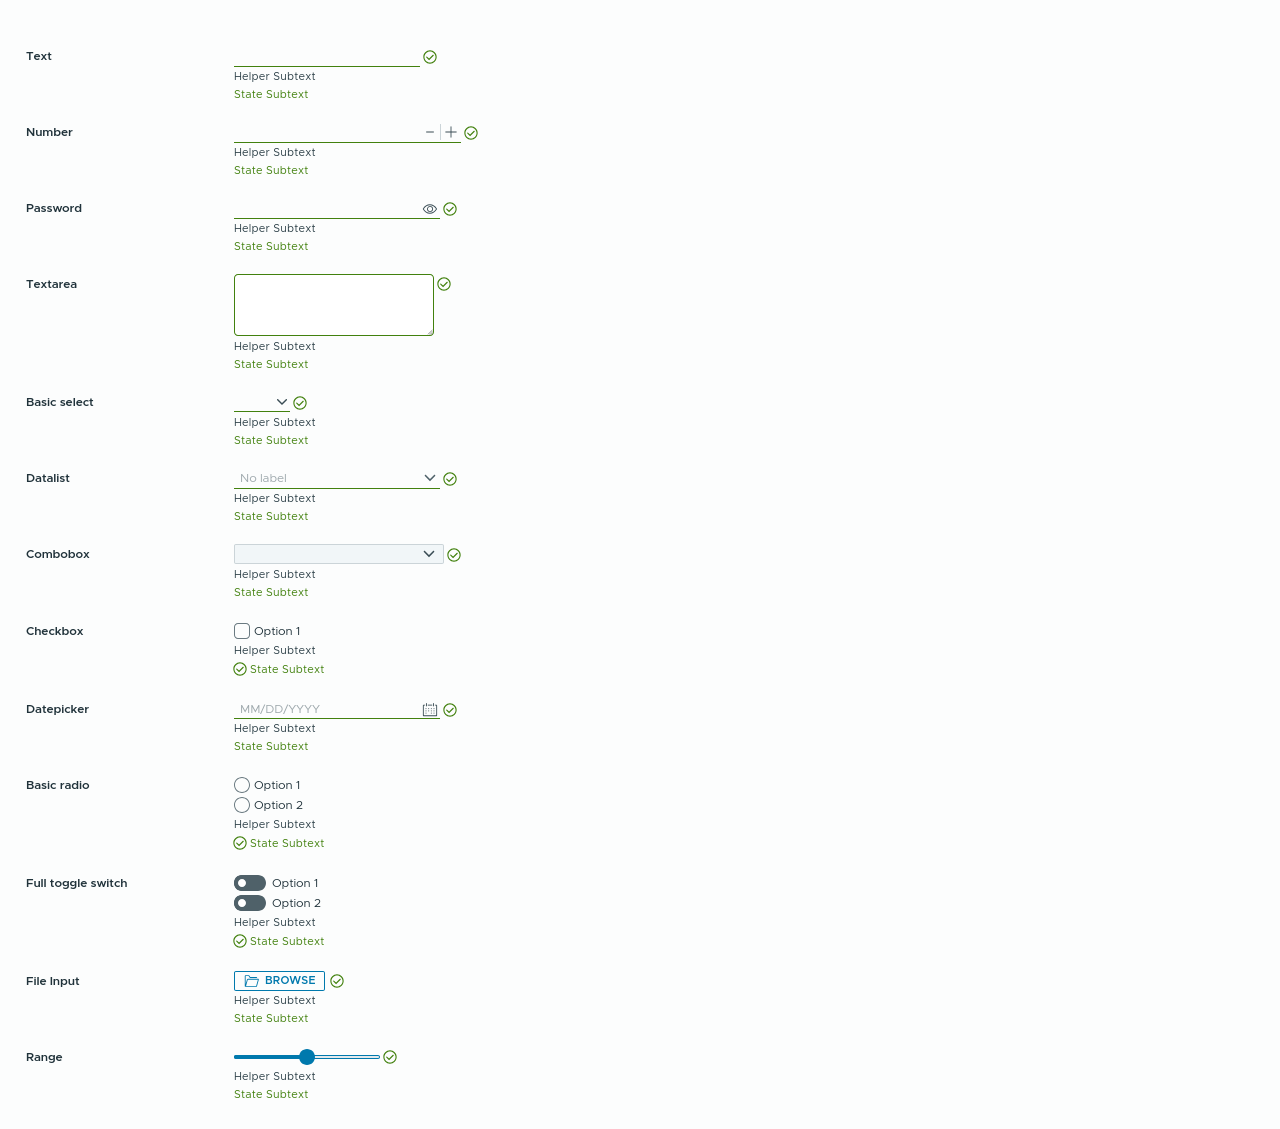 Text
Helper Subtext
State Subtext
Number
Helper Subtext
State Subtext
Password
Helper Subtext
State Subtext
Textarea
Helper Subtext
State Subtext
Basic select
Helper Subtext
State Subtext
Datalist
No label
Helper Subtext
State Subtext
Combobox
Helper Subtext
State Subtext
Checkbox
Option 1
Helper Subtext
State Subtext
Datepicker
MM/DD/YYYY
Helper Subtext
State Subtext
Basic radio
Option 1
Option 2
Helper Subtext
State Subtext
Full toggle switch
Option 1
Option 2
Helper Subtext
State Subtext
File Input
BROWSE
Helper Subtext
State Subtext
Range
Helper Subtext
State Subtext